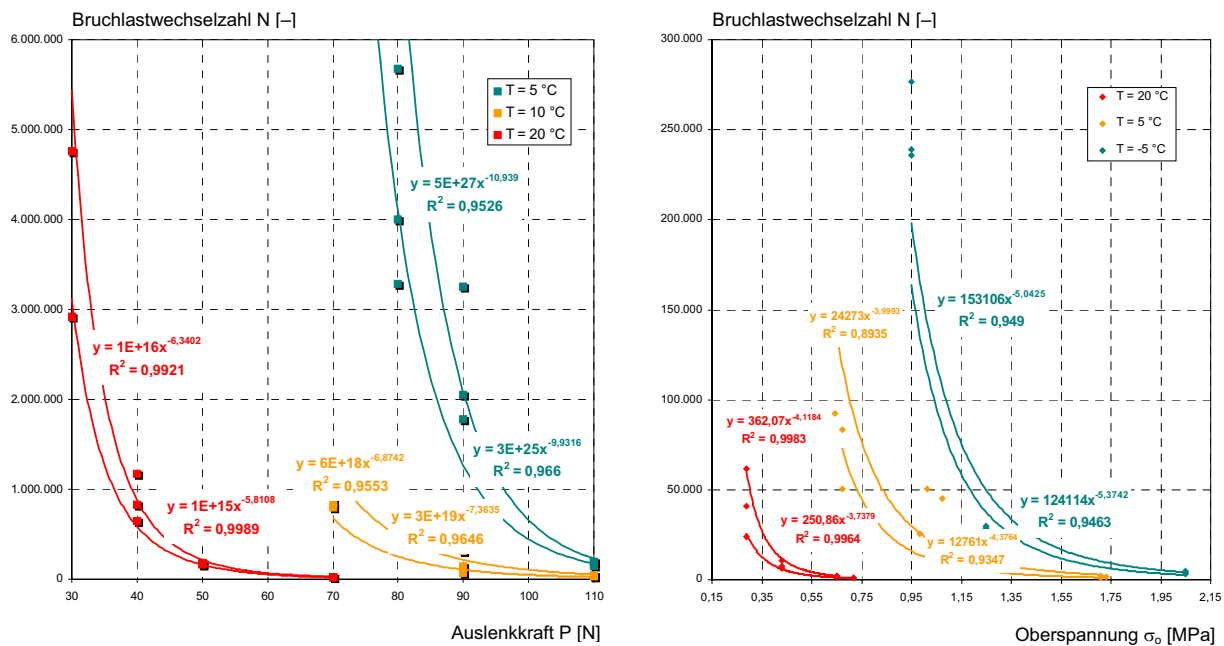 Bruchlastwechselzahl N [–]
6.000.000
5.000.000
4.000.000
3.000.000
2.000.000
1.000.000
0
T = 5 °C
T = 10 °C
T = 20 °C
y = 5E+27x^-10,939
R² = 0,9526
y = 1E+16x^-6,3402
R² = 0,9921
y = 3E+25x^-9,9316
R² = 0,966
y = 6E+18x^-6,8742
R² = 0,9553
y = 1E+15x^-5,8108
R² = 0,9989
y = 3E+19x^-7,3635
R² = 0,9646
30 40 50 60 70 80 90 100 110
Auslenkkraft P [N]
Bruchlastwechselzahl N [–]
300.000
250.000
200.000
150.000
100.000
50.000
0
T = 20 °C
T = 5 °C
T = -5 °C
y = 153106x^-5,0425
R² = 0,949
y = 24273x^-3,9993
R² = 0,8935
y = 362,07x^-4,1184
R² = 0,9983
y = 124114x^-5,3742
R² = 0,9463
y = 250,86x^-3,7379
R² = 0,9964
y = 12761x^-4,3764
R² = 0,9347
0,15 0,35 0,55 0,75 0,95 1,15 1,35 1,55 1,75 1,95 2,15
Oberspannung σo [MPa]